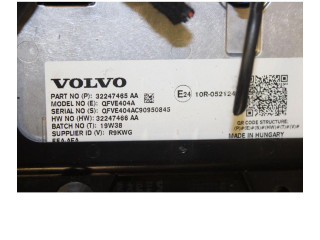 VOLVO
PART NO (P): 32247465 AA
MODEL NO (E): QFVE404A
SERIAL NO (S): QFVE404AC90950845
HW NO (HW): 32247466 AA
BATCH NO (T): 19W38
SUPPLIER ID (V): R9KWG
E24 10R-052124
QR CODE STRUCTURE:
MADE IN HUNGARY